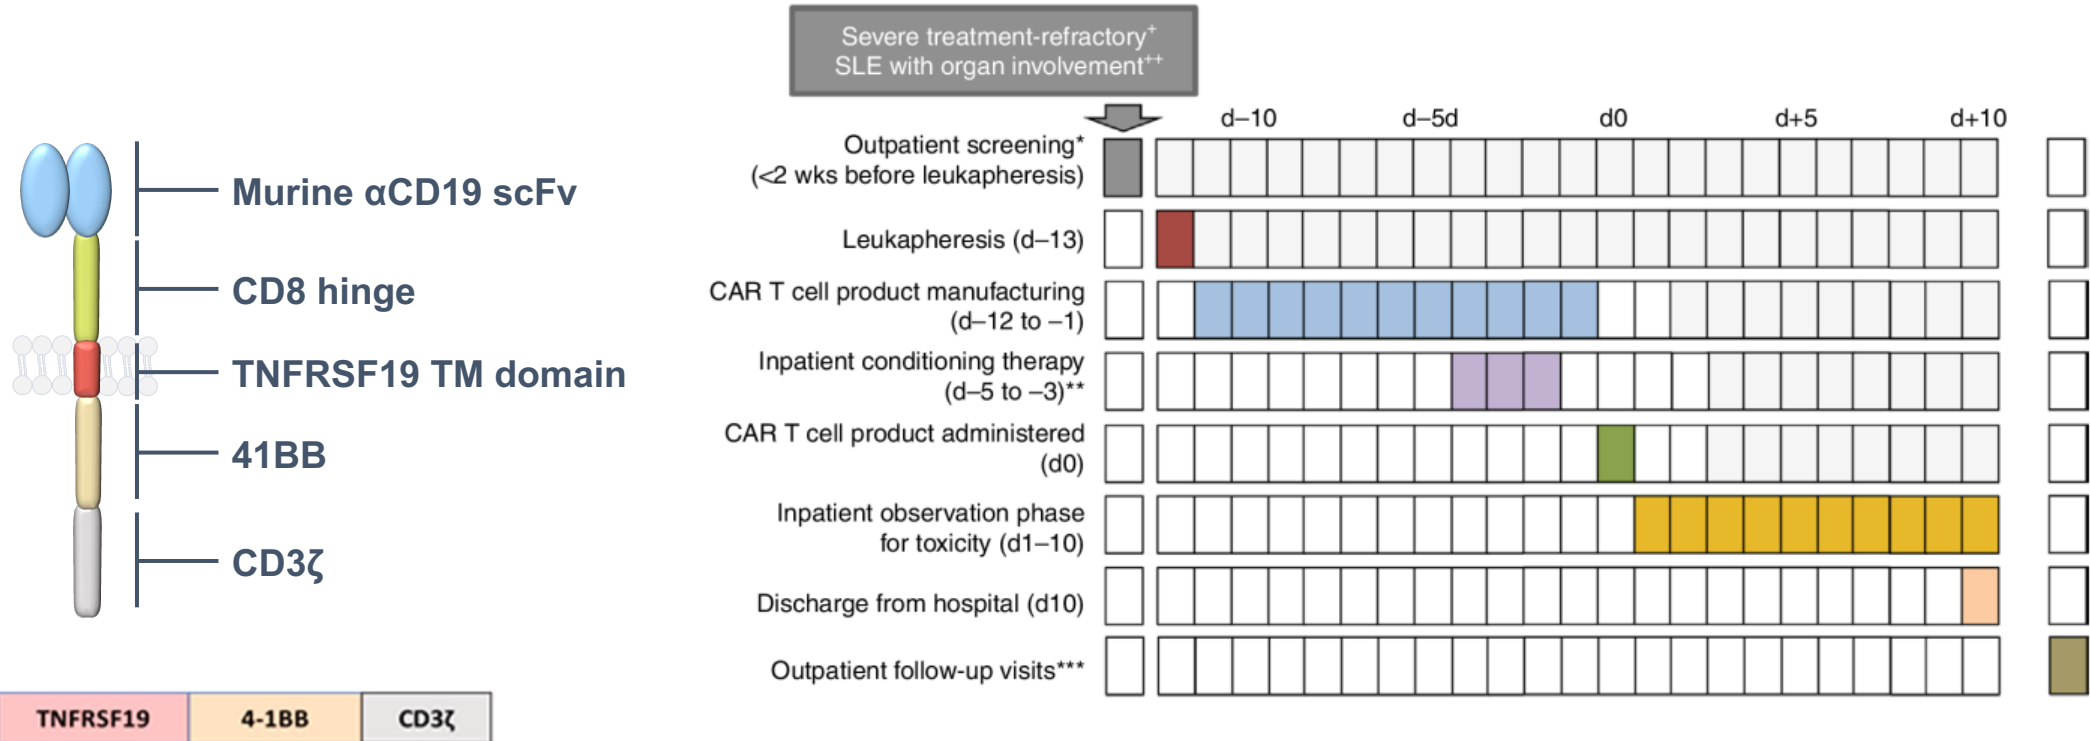 Murine αCD19 scFv
CD8 hinge
TNFRSF19 TM domain
41BB
CD3ζ
TNFRSF19 4-1BB CD3ζ
Severe treatment-refractory⁺
SLE with organ involvement⁺⁺
d–10 d–5d d0 d+5 d+10
Outpatient screening*
(<2 wks before leukapheresis)
Leukapheresis (d–13)
CAR T cell product manufacturing
(d–12 to –1)
Inpatient conditioning therapy
(d–5 to –3)**
CAR T cell product administered
(d0)
Inpatient observation phase
for toxicity (d1–10)
Discharge from hospital (d10)
Outpatient follow-up visits***